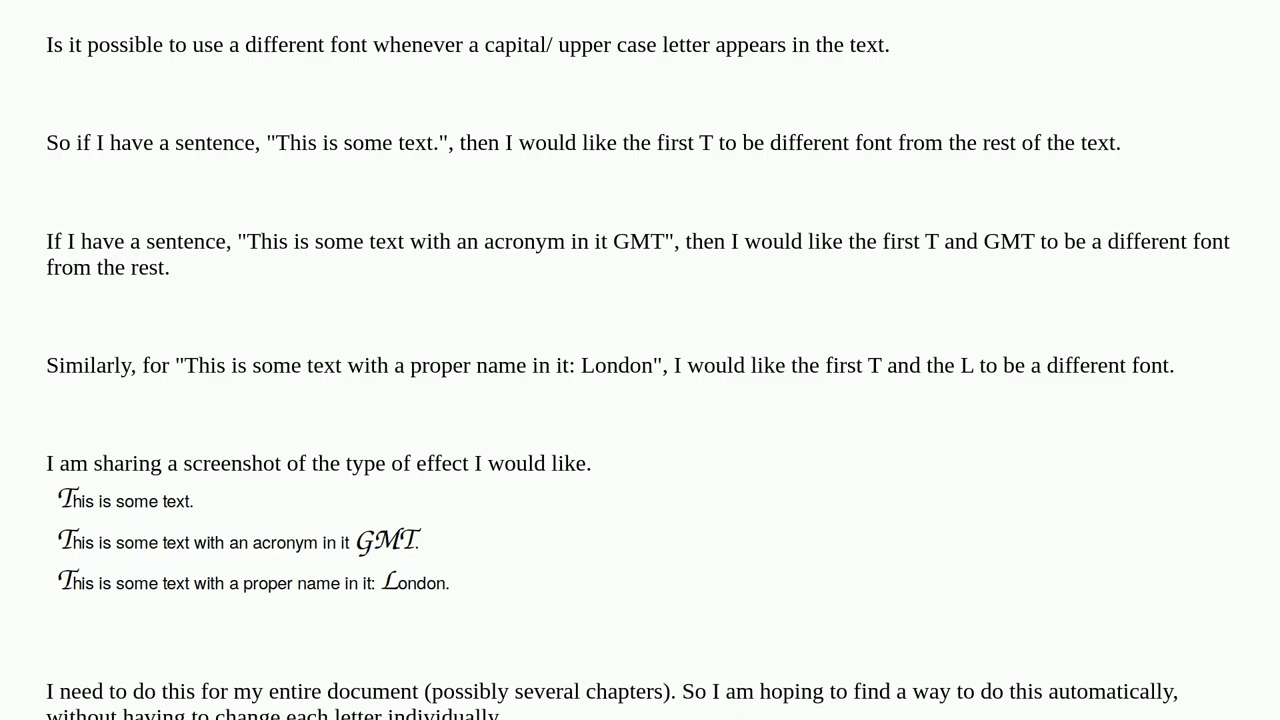 Is it possible to use a different font whenever a capital/ upper case letter appears in the text.
So if I have a sentence, "This is some text.", then I would like the first T to be different font from the rest of the text.
If I have a sentence, "This is some text with an acronym in it GMT", then I would like the first T and GMT to be a different font
from the rest.
Similarly, for "This is some text with a proper name in it: London", I would like the first T and the L to be a different font.
I am sharing a screenshot of the type of effect I would like.
This is some text.
This is some text with an acronym in it GMT.
This is some text with a proper name in it: London.
I need to do this for my entire document (possibly several chapters). So I am hoping to find a way to do this automatically,
without having to change each letter individually.